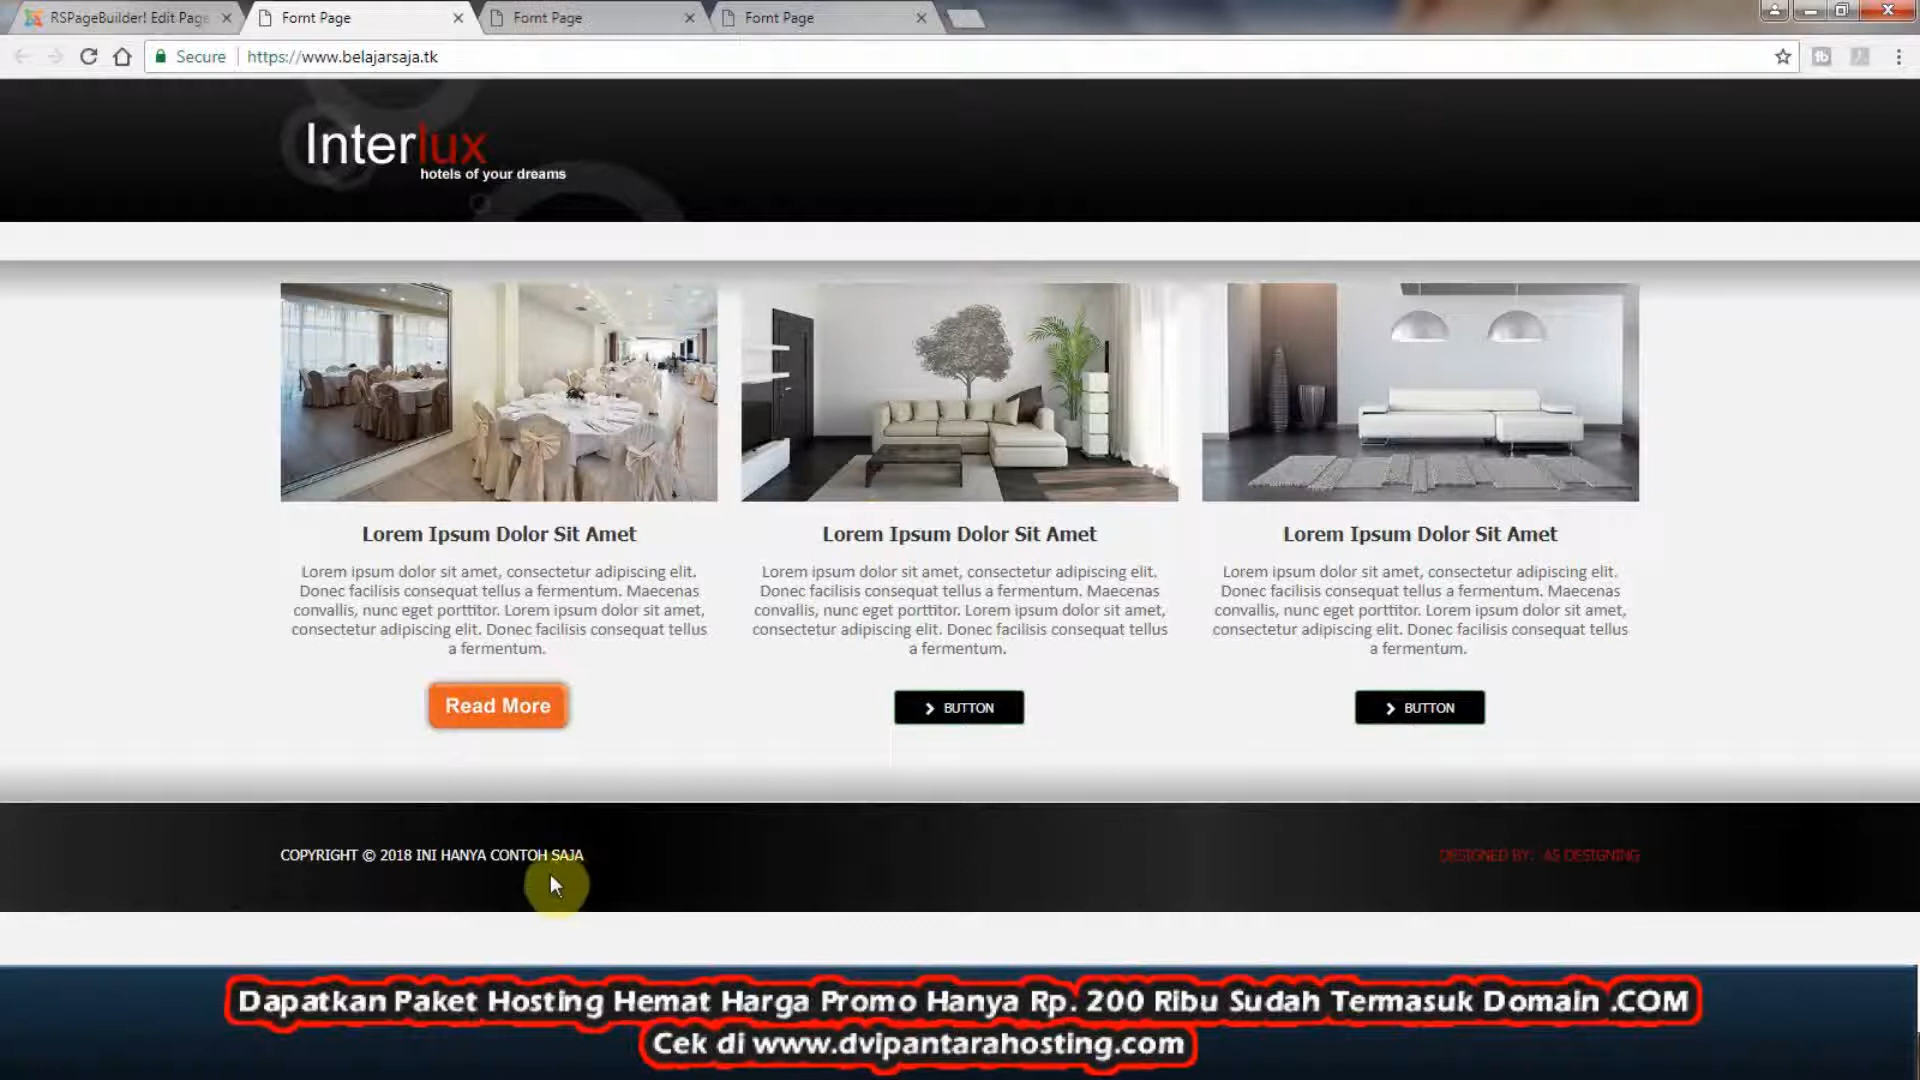 RSPageBuilder! Edit Page
Fornt Page
Fornt Page
Fornt Page
Secure
https://www.belajarsaja.tk
Interlux
hotels of your dreams
Lorem Ipsum Dolor Sit Amet
Lorem ipsum dolor sit amet, consectetur adipiscing elit.
Donec facilisis consequat tellus a fermentum. Maecenas
convallis, nunc eget porttitor. Lorem ipsum dolor sit amet,
consectetur adipiscing elit. Donec facilisis consequat tellus
a fermentum.
Read More
Lorem Ipsum Dolor Sit Amet
Lorem ipsum dolor sit amet, consectetur adipiscing elit.
Donec facilisis consequat tellus a fermentum. Maecenas
convallis, nunc eget porttitor. Lorem ipsum dolor sit amet,
consectetur adipiscing elit. Donec facilisis consequat tellus
a fermentum.
BUTTON
Lorem Ipsum Dolor Sit Amet
Lorem ipsum dolor sit amet, consectetur adipiscing elit.
Donec facilisis consequat tellus a fermentum. Maecenas
convallis, nunc eget porttitor. Lorem ipsum dolor sit amet,
consectetur adipiscing elit. Donec facilisis consequat tellus
a fermentum.
BUTTON
COPYRIGHT © 2018 INI HANYA CONTOH SAJA
DESIGNED BY: AS DESIGNING
Dapatkan Paket Hosting Hemat Harga Promo Hanya Rp. 200 Ribu Sudah Termasuk Domain .COM
Cek di www.dvipantarahosting.com